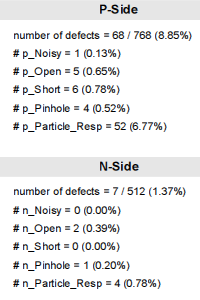 P-Side
number of defects = 68 / 768 (8.85%)
# p_Noisy = 1 (0.13%)
# p_Open = 5 (0.65%)
# p_Short = 6 (0.78%)
# p_Pinhole = 4 (0.52%)
# p_Particle_Resp = 52 (6.77%)
N-Side
number of defects = 7 / 512 (1.37%)
# n_Noisy = 0 (0.00%)
# n_Open = 2 (0.39%)
# n_Short = 0 (0.00%)
# n_Pinhole = 1 (0.20%)
# n_Particle_Resp = 4 (0.78%)